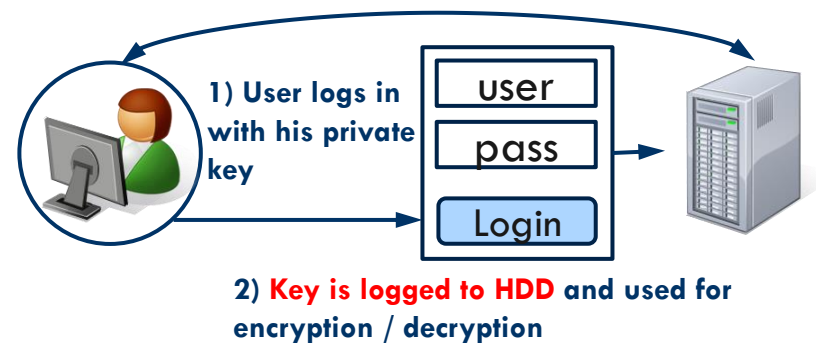 1) User logs in
with his private
key
user
pass
Login
2) Key is logged to HDD and used for
encryption / decryption